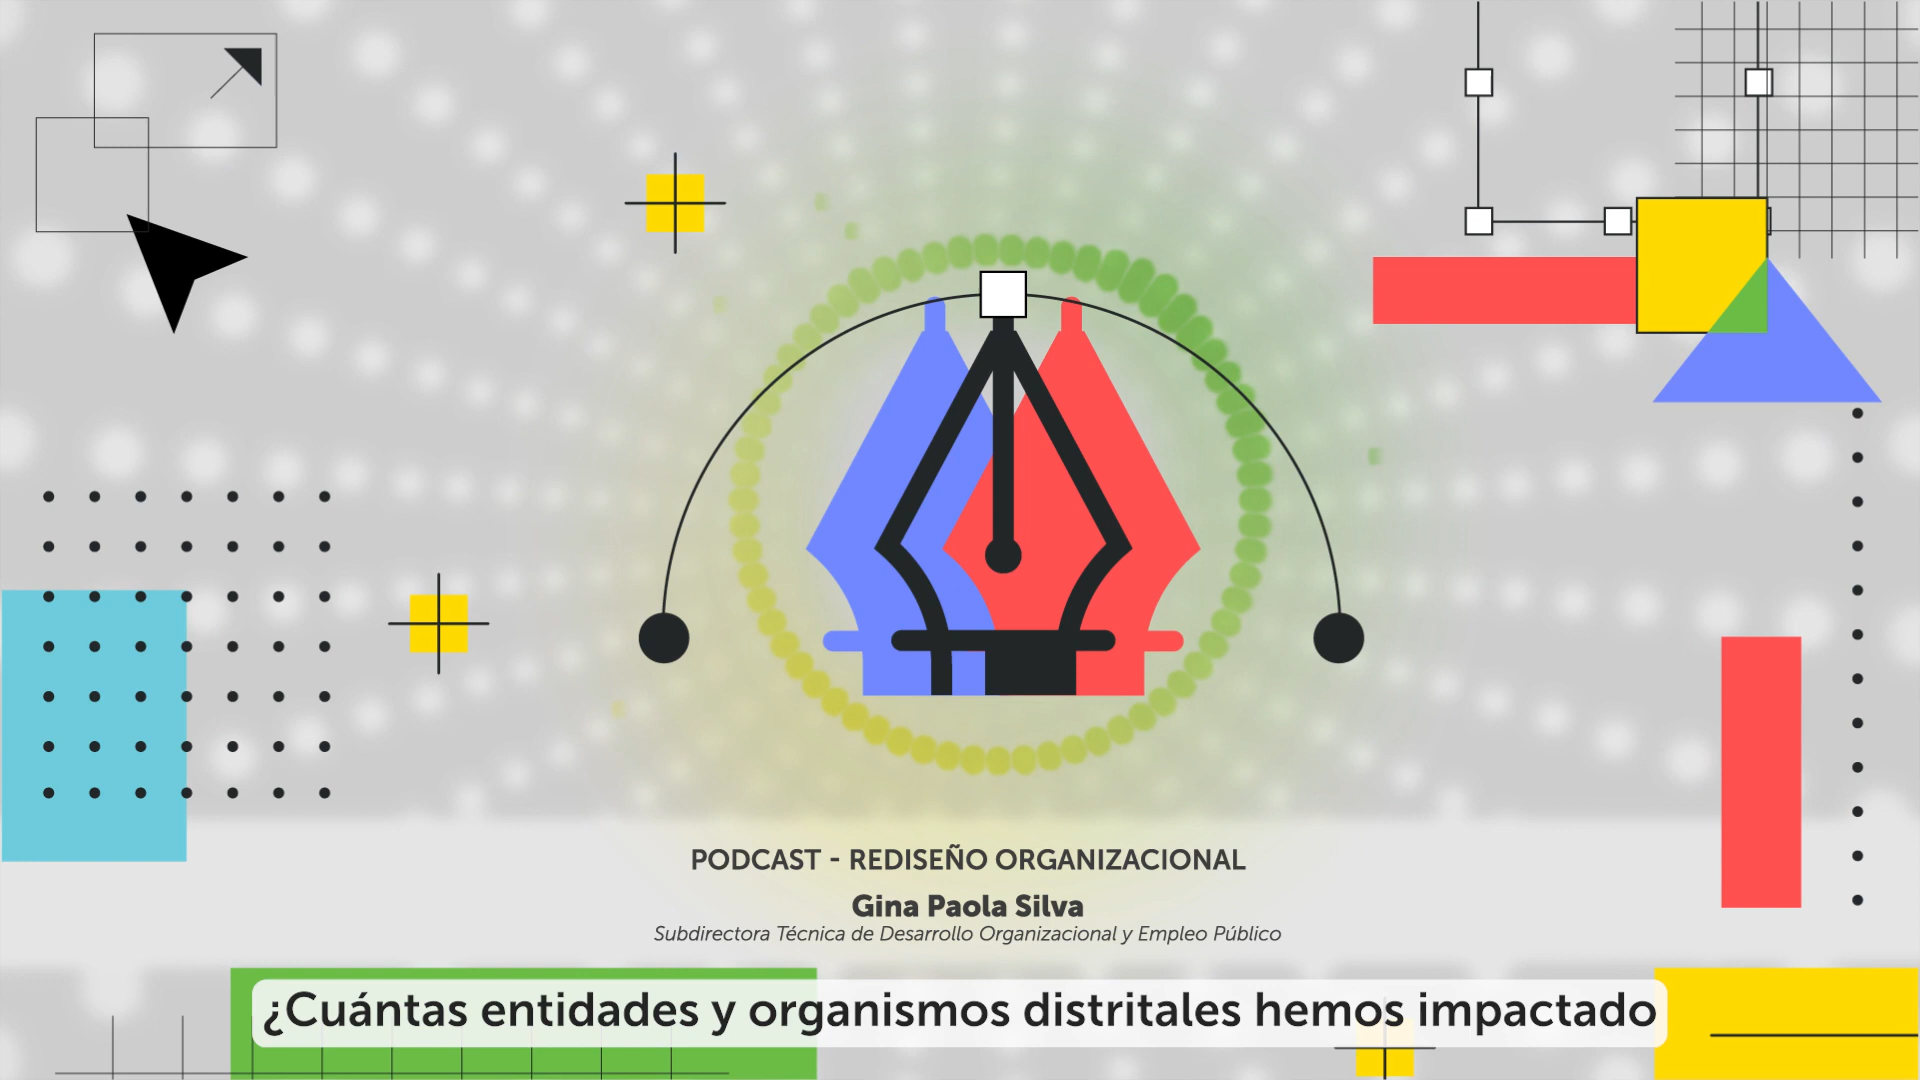 PODCAST - REDISEÑO ORGANIZACIONAL
Gina Paola Silva
Subdirectora Técnica de Desarrollo Organizacional y Empleo Público
¿Cuántas entidades y organismos distritales hemos impactado